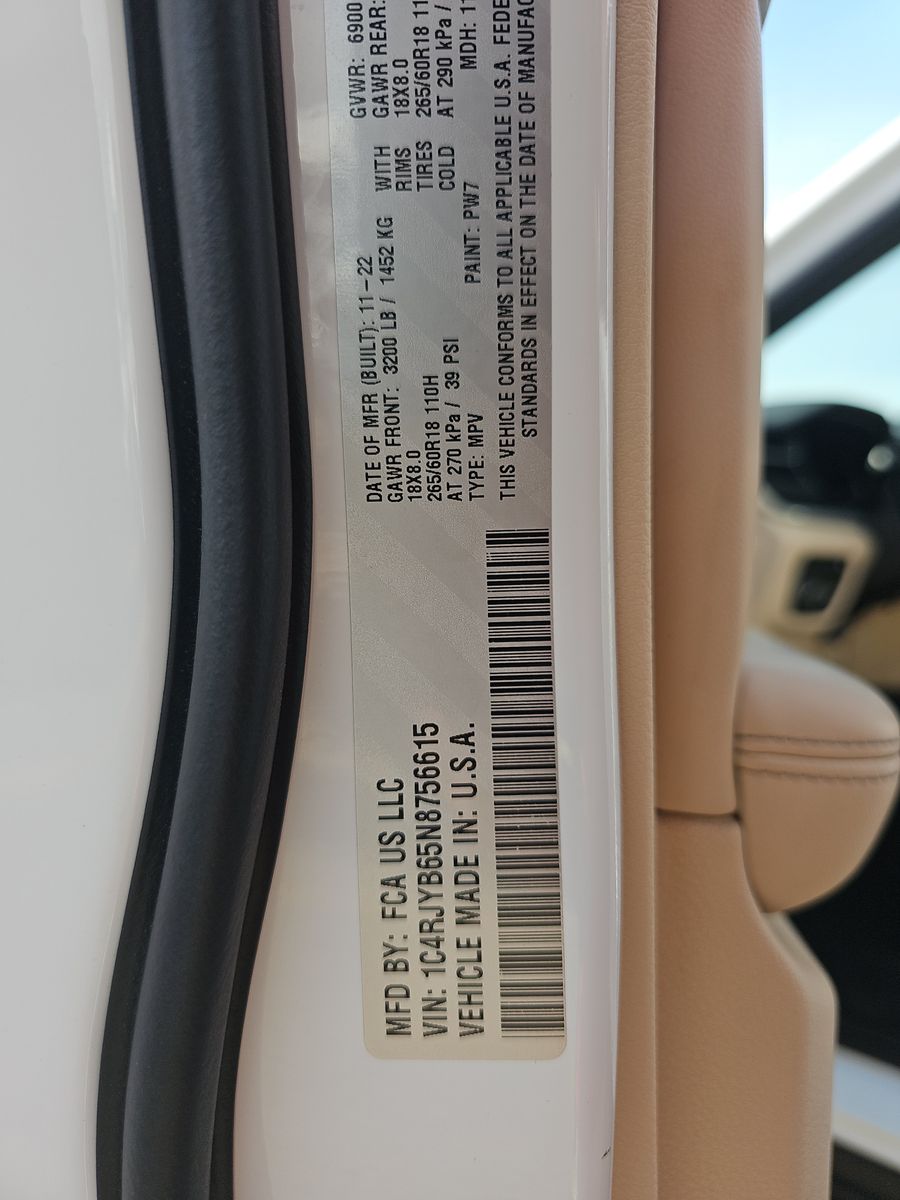 MFD BY: FCA US LLC
VIN: 1C4RJYB65N8756615
VEHICLE MADE IN: U.S.A.
DATE OF MFR (BUILT): 11-22
GVWR: 6900
GAWR FRONT: 3200 LB / 1452 KG WITH
GAWR REAR:
18X8.0 RIMS 18X8.0
265/60R18 110H TIRES 265/60R18 11
AT 270 kPa / 39 PSI COLD AT 290 kPa /
TYPE: MPV PAINT: PW7 MDH: 11
THIS VEHICLE CONFORMS TO ALL APPLICABLE U.S.A. FEDE
STANDARDS IN EFFECT ON THE DATE OF MANUFAC